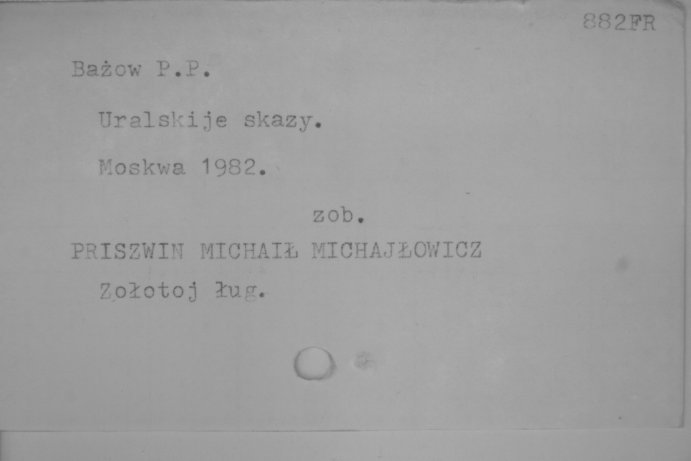 882FR
Bażow P.P.
Uralskije skazy.
Moskwa 1982.
zob.
PRISZWIN MICHAIŁ MICHAJŁOWICZ
Zołotoj ług.